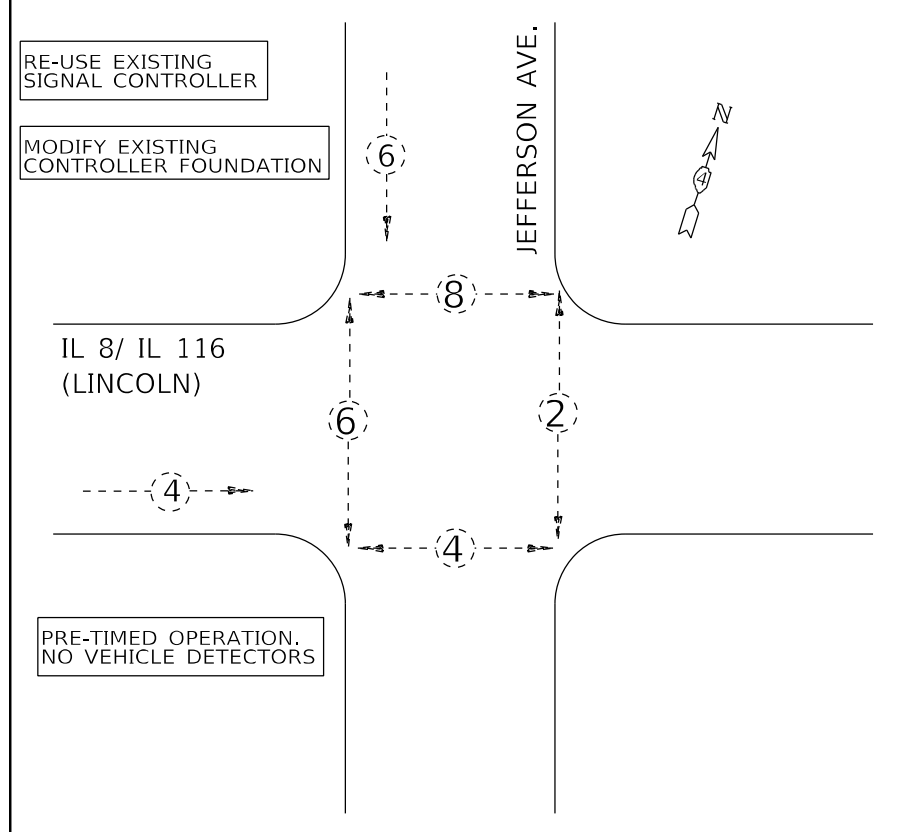 RE-USE EXISTING
SIGNAL CONTROLLER
MODIFY EXISTING
CONTROLLER FOUNDATION
6
JEFFERSON AVE.
N
4
8
IL 8/ IL 116
(LINCOLN)
6
2
4
4
PRE-TIMED OPERATION.
NO VEHICLE DETECTORS